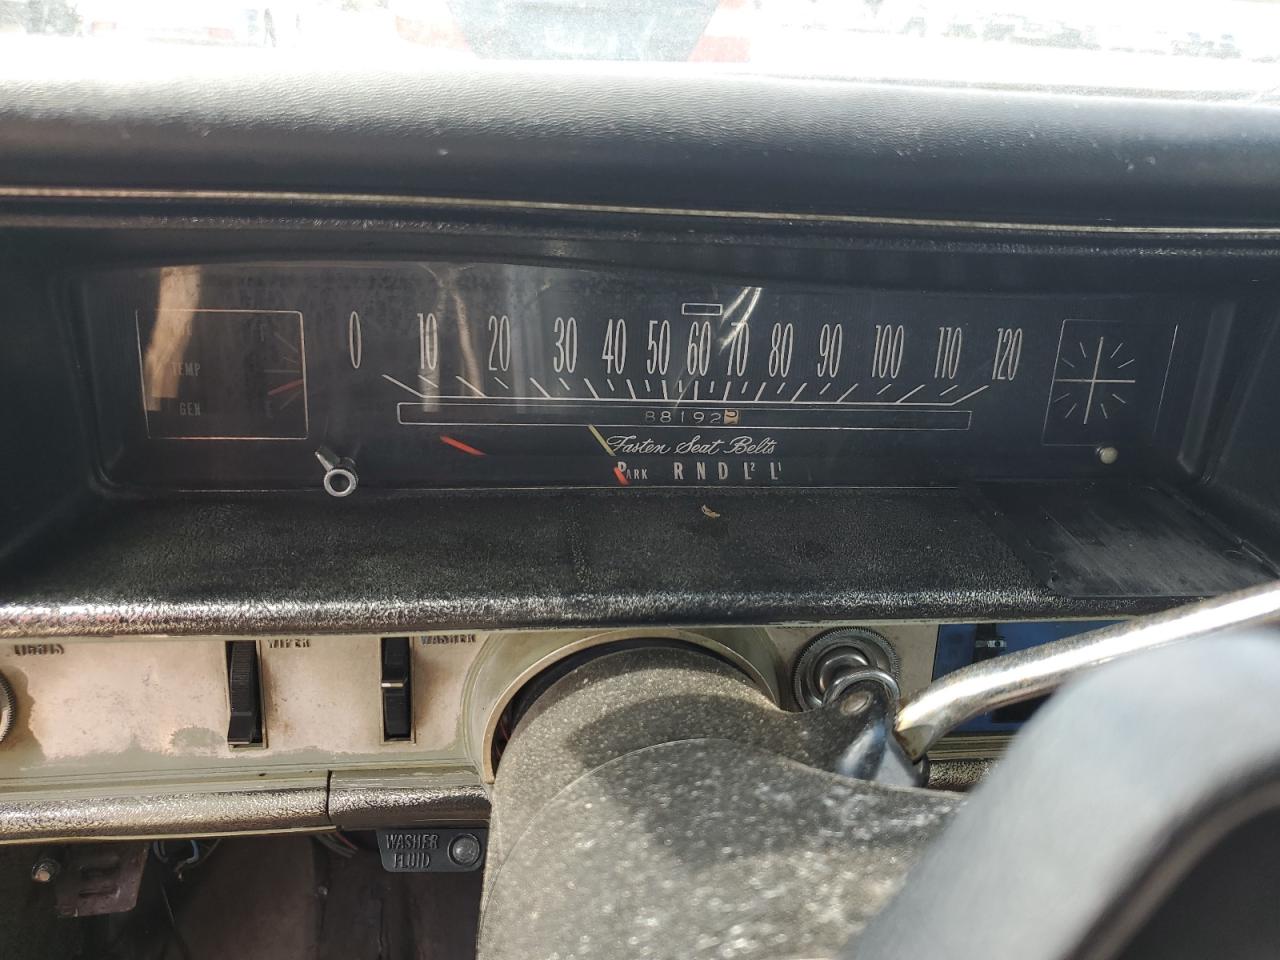 0 10 20 30 40 50 60 70 80 90 100 110 120
TEMP
GEN
88192
Fasten Seat Belts
PARK R N D L2 L1
LIGHTS WIPER WASHER
WASHER
FLUID